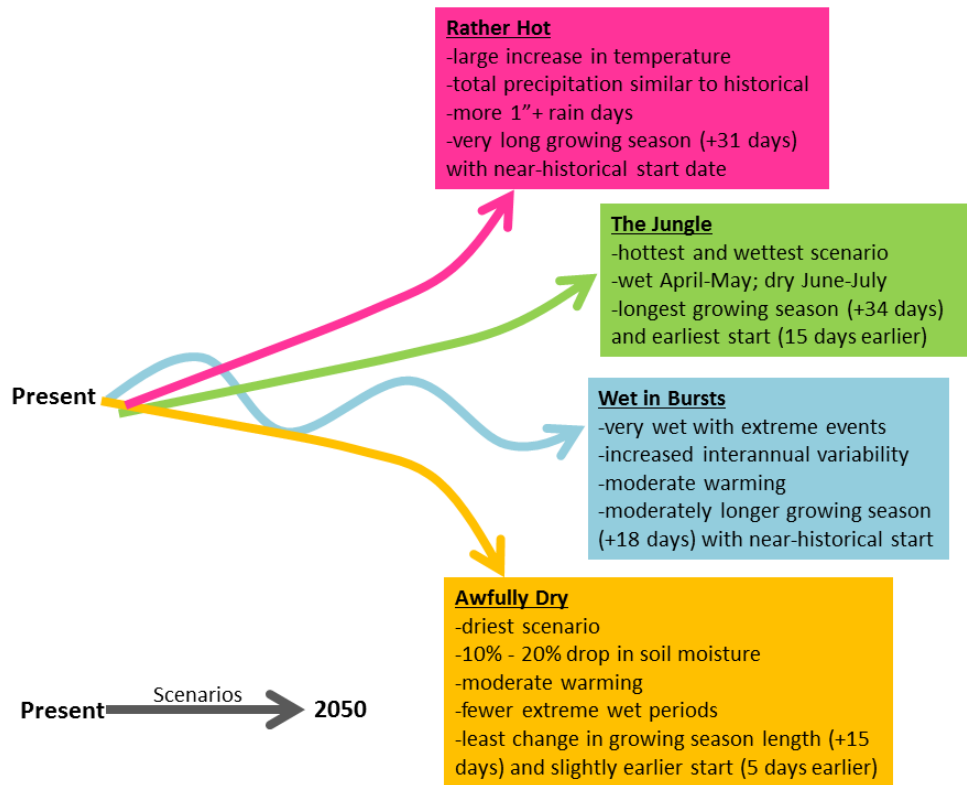 Rather Hot
-large increase in temperature
-total precipitation similar to historical
-more 1”+ rain days
-very long growing season (+31 days)
with near-historical start date
The Jungle
-hottest and wettest scenario
-wet April-May; dry June-July
-longest growing season (+34 days)
and earliest start (15 days earlier)
Present
Wet in Bursts
-very wet with extreme events
-increased interannual variability
-moderate warming
-moderately longer growing season
(+18 days) with near-historical start
Awfully Dry
-driest scenario
-10% - 20% drop in soil moisture
-moderate warming
-fewer extreme wet periods
-least change in growing season length (+15
days) and slightly earlier start (5 days earlier)
Present
Scenarios
2050